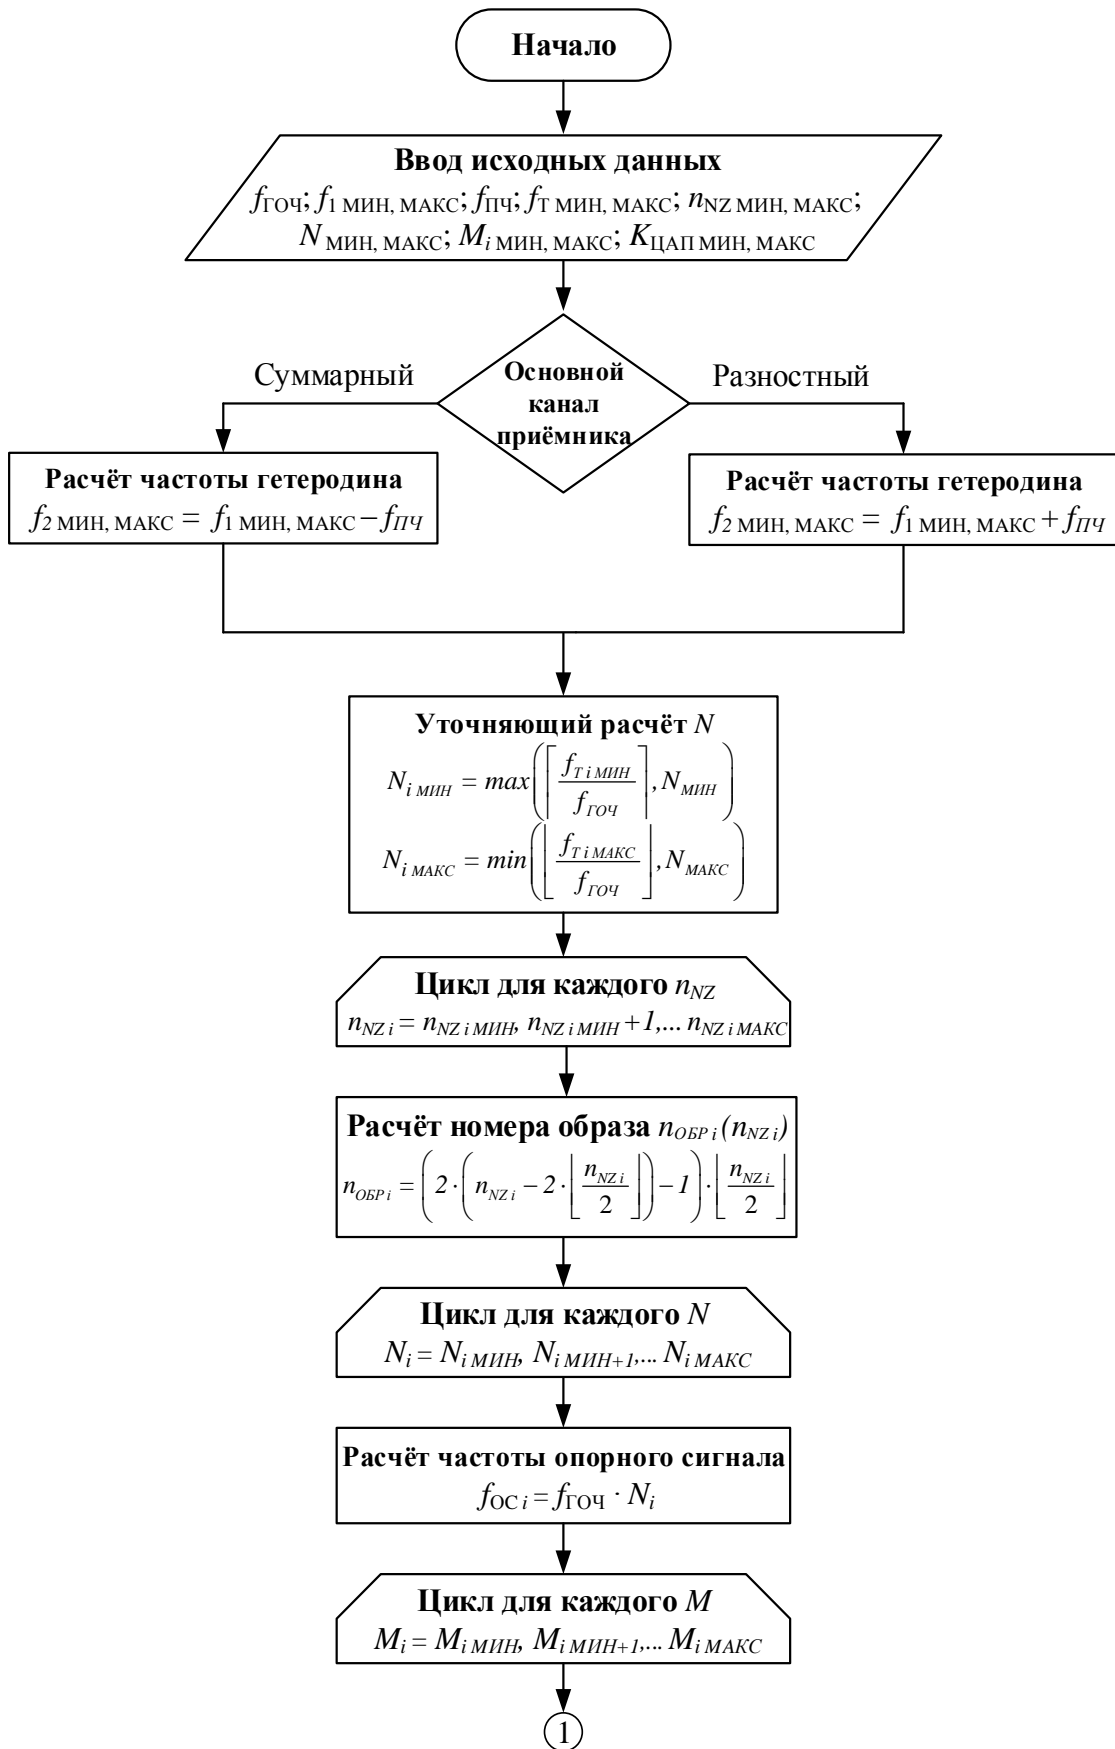 Начало
Ввод исходных данных
fГОЧ; f1 МИН, МАКС; fПЧ; fТ МИН, МАКС; nNZ МИН, МАКС;
N МИН, МАКС; Mi МИН, МАКС; KЦАП МИН, МАКС
Суммарный
Основной
канал
приёмника
Разностный
Расчёт частоты гетеродина
f2 МИН, МАКС = f1 МИН, МАКС − fПЧ
Расчёт частоты гетеродина
f2 МИН, МАКС = f1 МИН, МАКС + fПЧ
Уточняющий расчёт N
Ni МИН = max(⌈fT i МИН / fГОЧ⌉, NМИН)
Ni МАКС = min(⌊fT i МАКС / fГОЧ⌋, NМАКС)
Цикл для каждого nNZ
nNZ i = nNZ i МИН, nNZ i МИН +1,... nNZ i МАКС
Расчёт номера образа nОБР i (nNZ i)
nОБР i = (2 · (nNZ i − 2 · ⌊nNZ i / 2⌋) − 1) · ⌊nNZ i / 2⌋
Цикл для каждого N
Ni = Ni МИН, Ni МИН+1,... Ni МАКС
Расчёт частоты опорного сигнала
fОС i = fГОЧ · Ni
Цикл для каждого M
Mi = Mi МИН, Mi МИН+1,... Mi МАКС
1